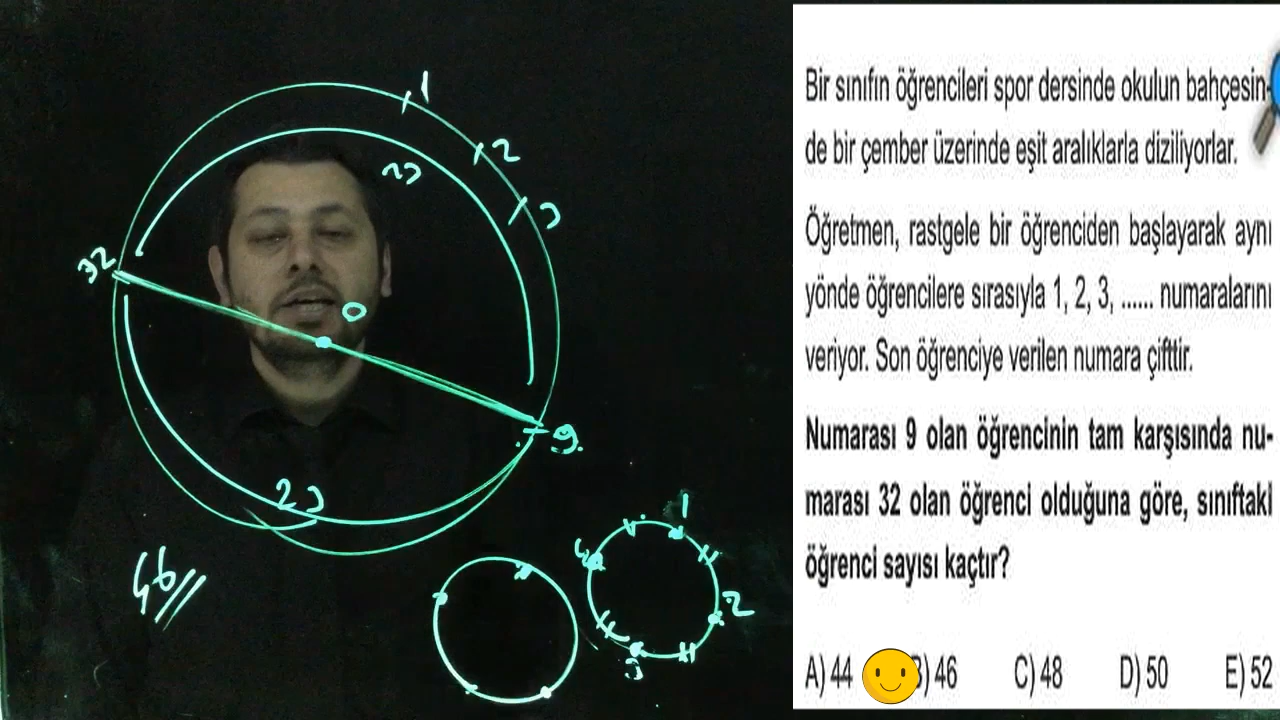 Bir sınıfın öğrencileri spor dersinde okulun bahçesin-
de bir çember üzerinde eşit aralıklarla diziliyorlar.
Öğretmen, rastgele bir öğrenciden başlayarak aynı
yönde öğrencilere sırasıyla 1, 2, 3, ...... numaralarını
veriyor. Son öğrenciye verilen numara çifttir.
Numarası 9 olan öğrencinin tam karşısında nu-
marası 32 olan öğrenci olduğuna göre, sınıftaki
öğrenci sayısı kaçtır?
A) 44 B) 46 C) 48 D) 50 E) 52
1
2
3
23
32
O
9
23
46
1
4
2
3